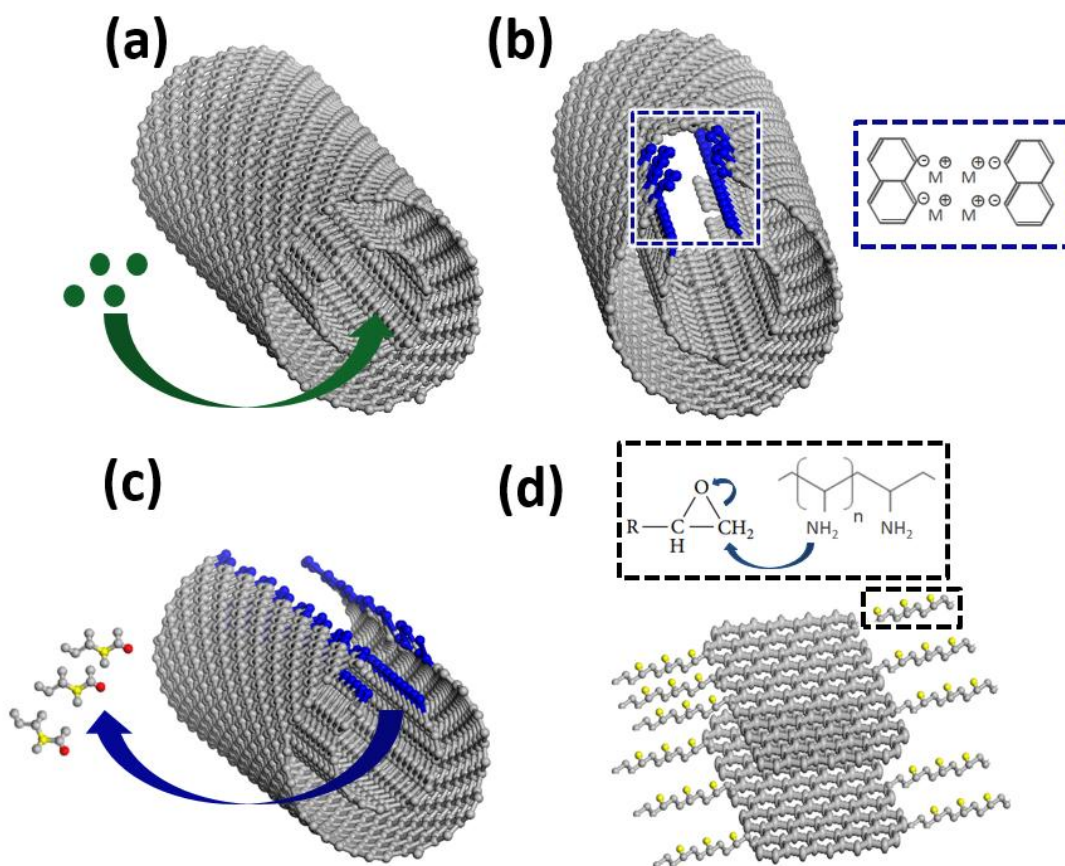 (a)
(b)
⊖ ⊕ ⊕ ⊖
M M
⊖ ⊕ ⊕ ⊖
M M
(c)
(d)
O
R C CH2
H
n
NH2 NH2